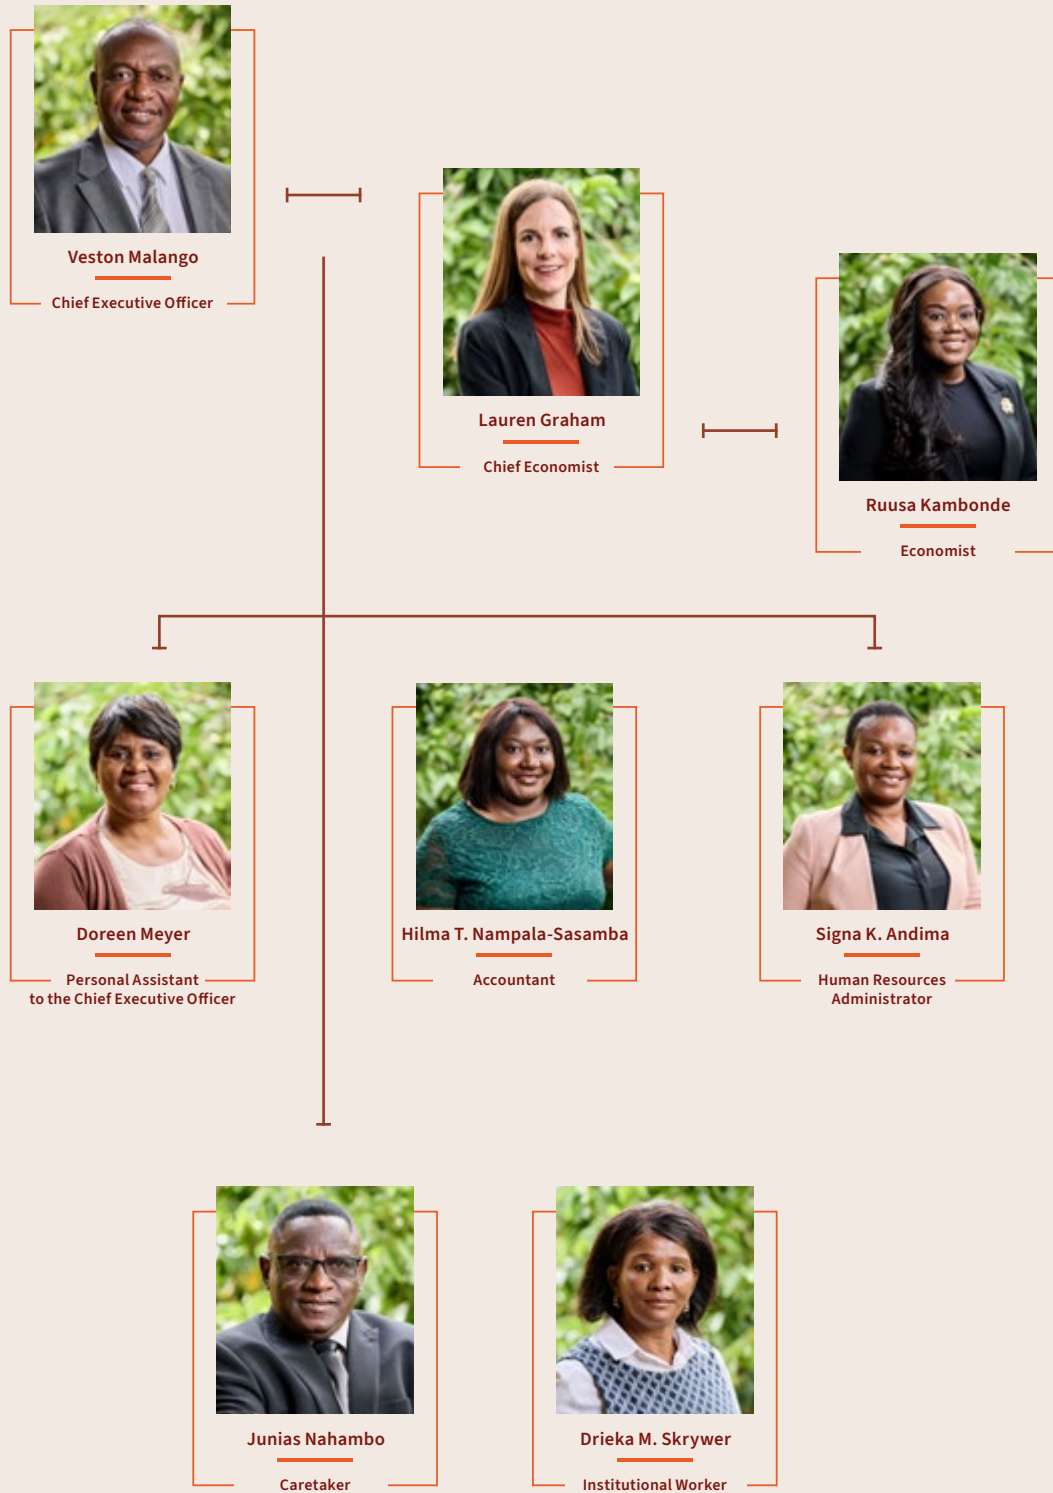 Veston Malango
Chief Executive Officer
Lauren Graham
Chief Economist
Ruusa Kambonde
Economist
Doreen Meyer
Personal Assistant
to the Chief Executive Officer
Hilma T. Nampala-Sasamba
Accountant
Signa K. Andima
Human Resources
Administrator
Junias Nahambo
Caretaker
Drieka M. Skrywer
Institutional Worker